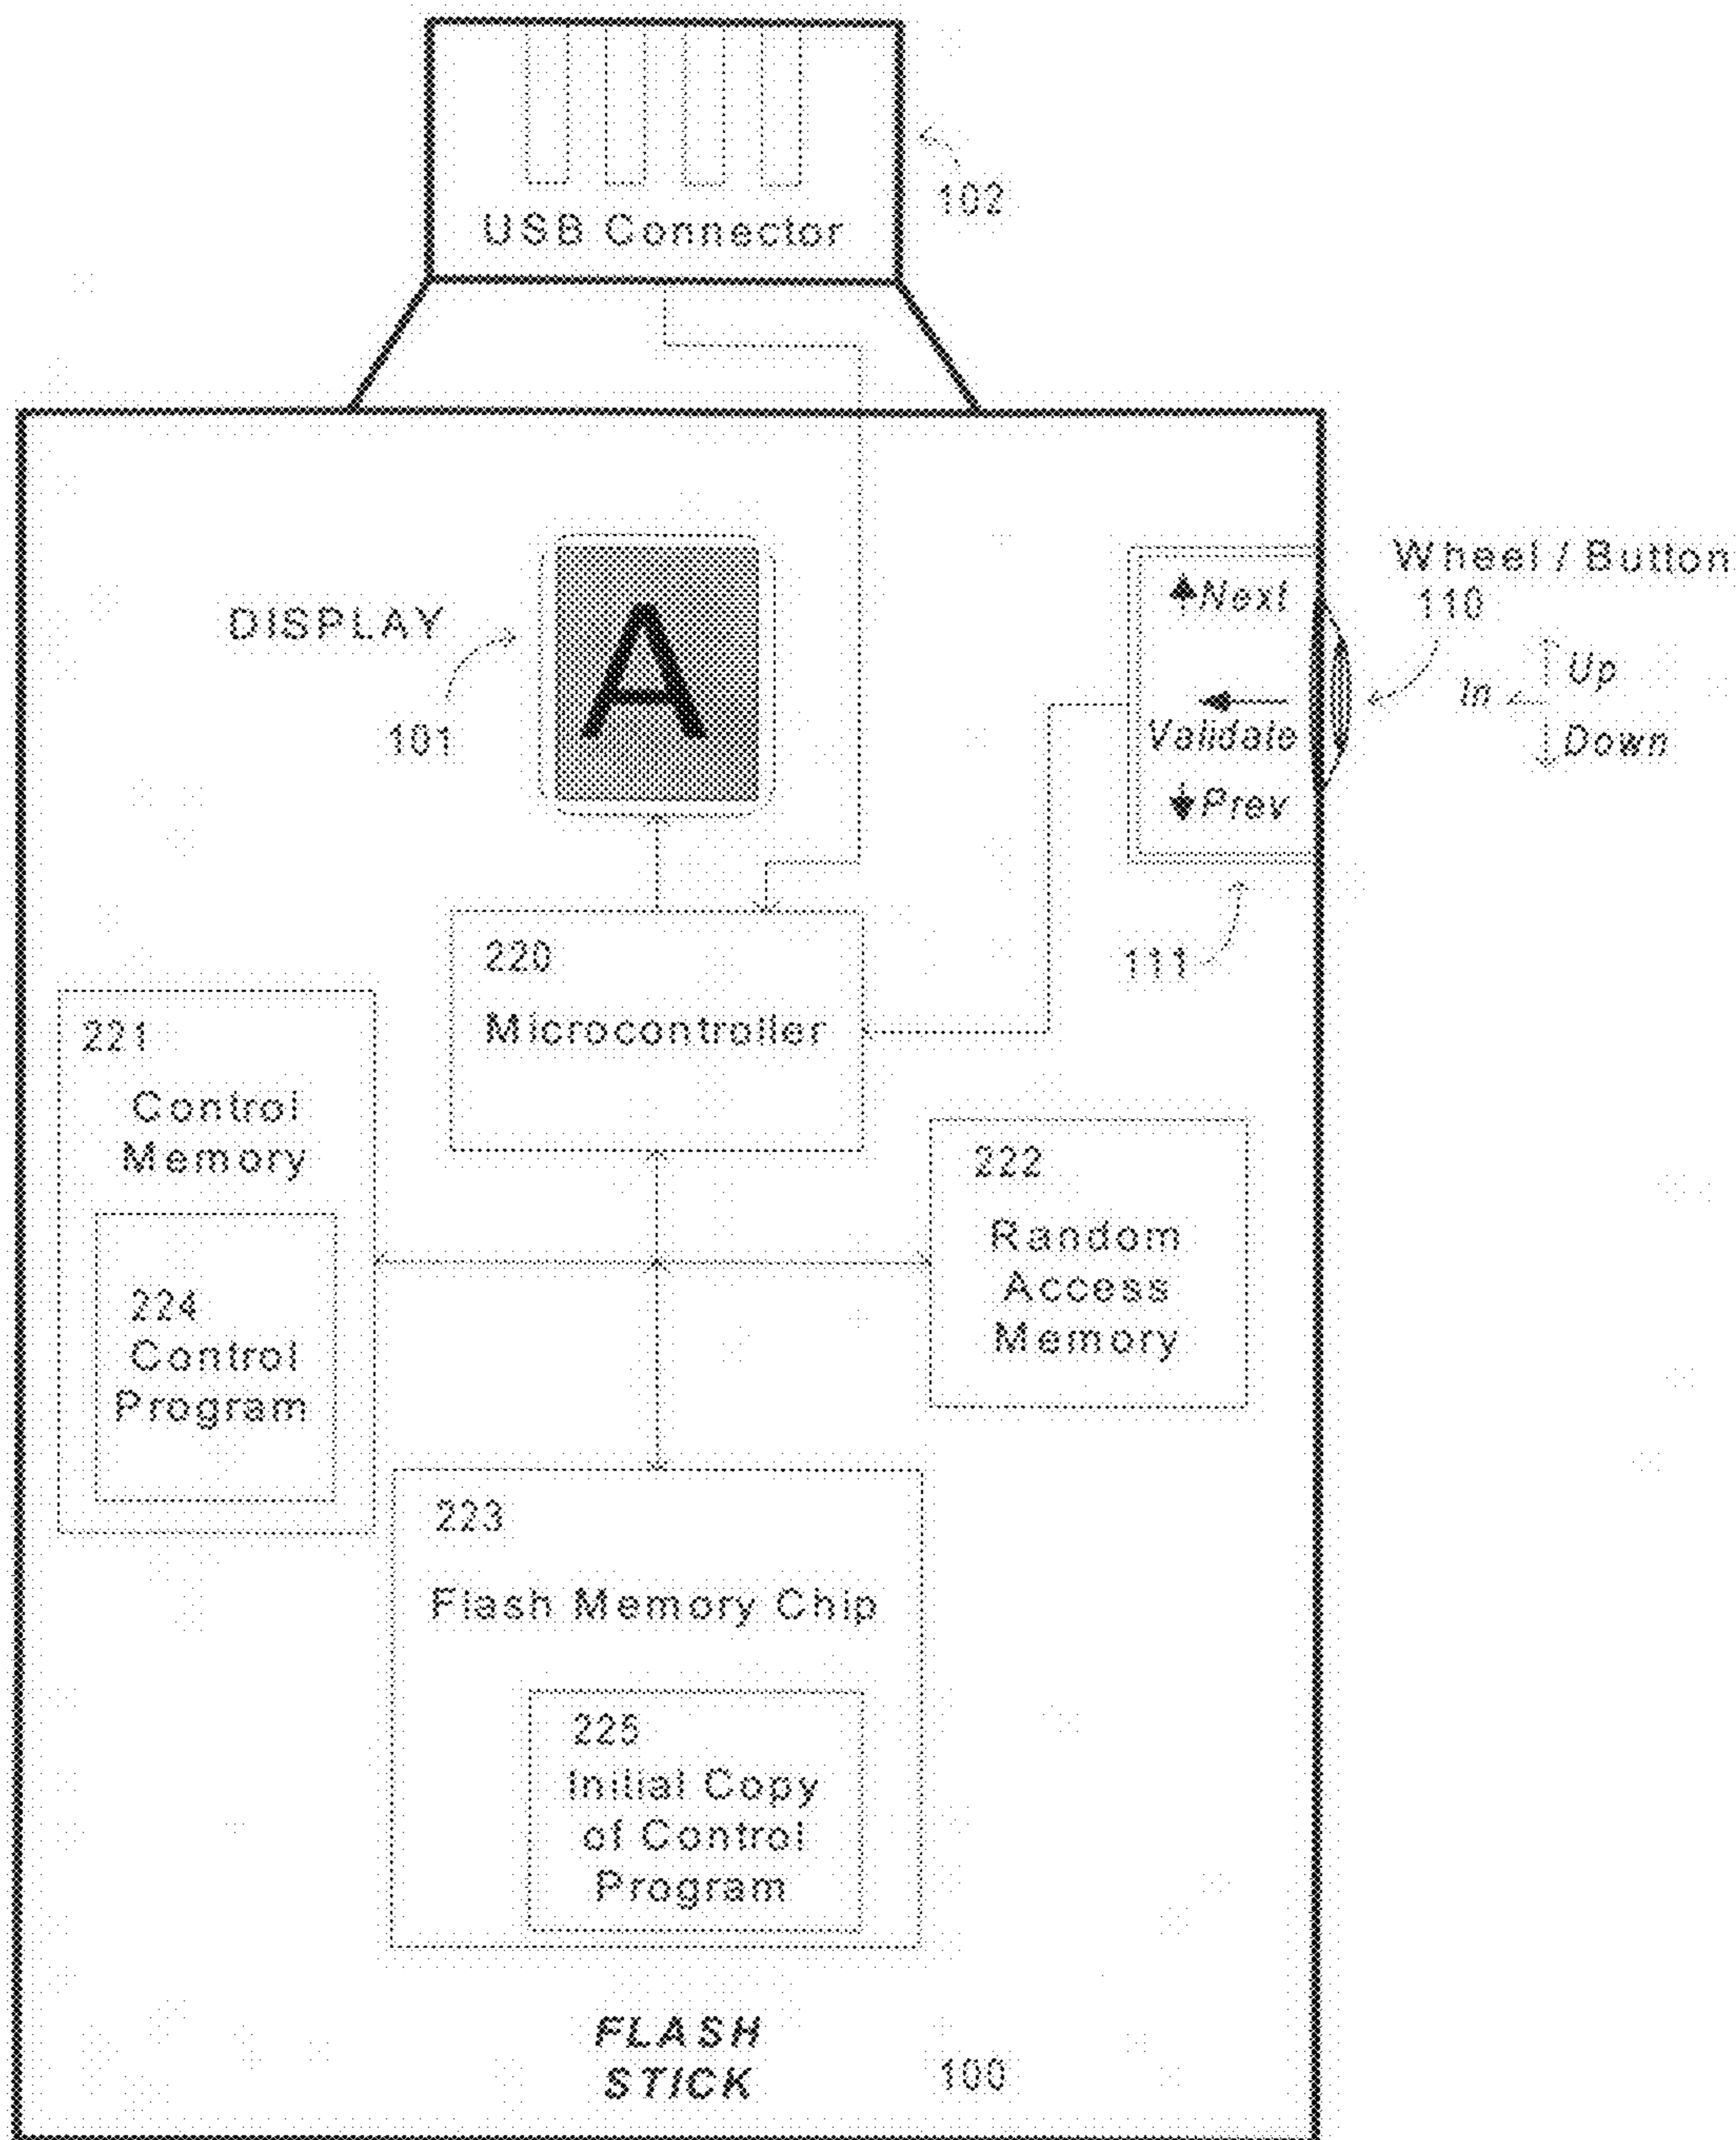 USB Connector
102
DISPLAY
101
A
Next
Validate
Prev
Wheel / Button
110
Up
In
Down
111
220
Microcontroller
221
Control
Memory
224
Control
Program
222
Random
Access
Memory
223
Flash Memory Chip
225
Initial Copy
of Control
Program
FLASH
STICK
100